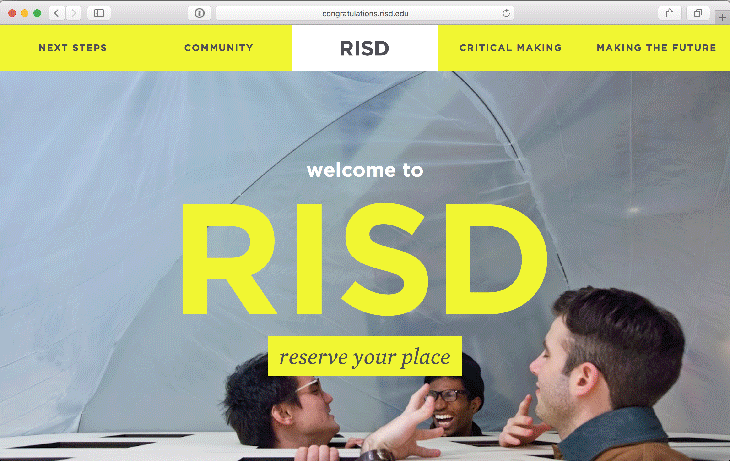 congratulations.risd.edu
NEXT STEPS
COMMUNITY
RISD
CRITICAL MAKING
MAKING THE FUTURE
welcome to
RISD
reserve your place